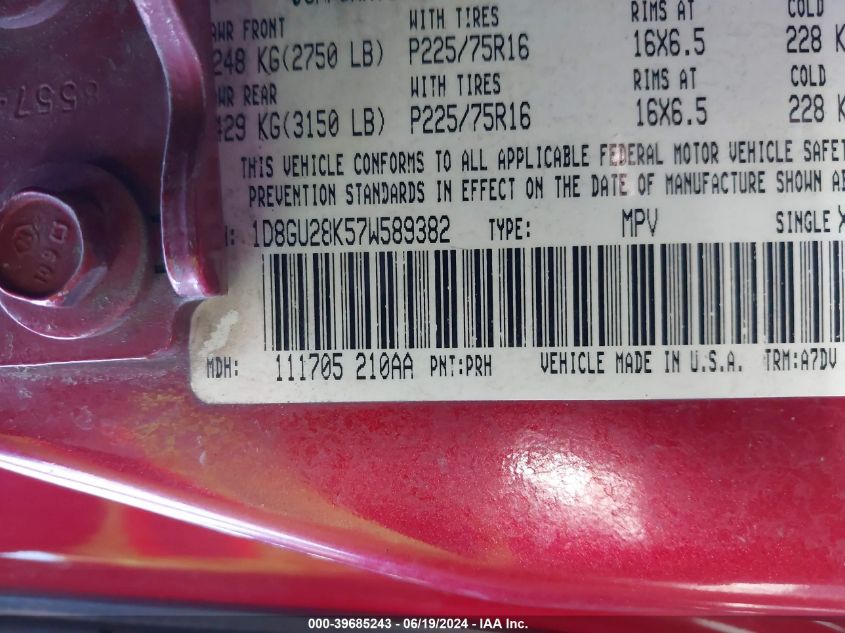 WITH TIRES RIMS AT COLD
FRONT
248 KG(2750 LB) P225/75R16 16X6.5 228 K
WITH TIRES RIMS AT COLD
REAR
429 KG(3150 LB) P225/75R16 16X6.5 228 K
THIS VEHICLE CONFORMS TO ALL APPLICABLE FEDERAL MOTOR VEHICLE SAFET
PREVENTION STANDARDS IN EFFECT ON THE DATE OF MANUFACTURE SHOWN AB
: 1D8GU28K57W589382 TYPE: MPV SINGLE X
MDH: 111705 210AA PNT:PRH VEHICLE MADE IN U.S.A. TRM:A7DV
000-39685243 - 06/19/2024 - IAA Inc.